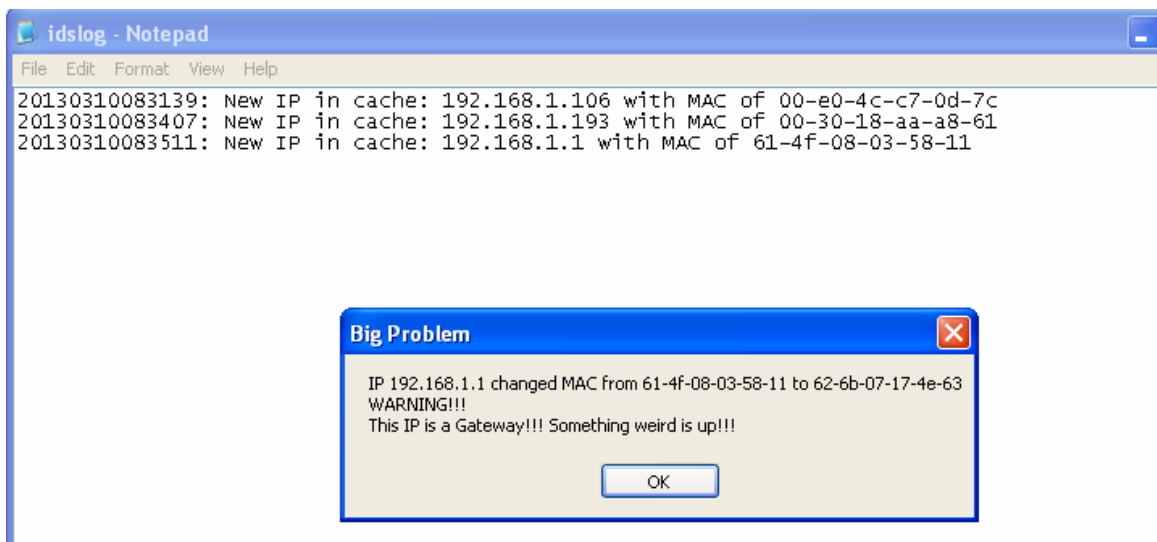 idslog - Notepad
File Edit Format View Help
20130310083139: New IP in cache: 192.168.1.106 with MAC of 00-e0-4c-c7-0d-7c
20130310083407: New IP in cache: 192.168.1.193 with MAC of 00-30-18-aa-a8-61
20130310083511: New IP in cache: 192.168.1.1 with MAC of 61-4f-08-03-58-11
Big Problem
IP 192.168.1.1 changed MAC from 61-4f-08-03-58-11 to 62-6b-07-17-4e-63
WARNING!!!
This IP is a Gateway!!! Something weird is up!!!
OK